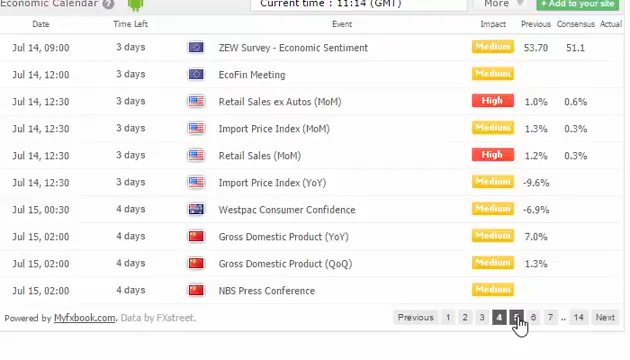 Economic Calendar ? Current time : 11:14 (GMT) More + Add to your site
Date Time Left Event Impact Previous Consensus Actual
Jul 14, 09:00 3 days ZEW Survey - Economic Sentiment Medium 53.70 51.1
Jul 14, 12:00 3 days EcoFin Meeting Medium
Jul 14, 12:30 3 days Retail Sales ex Autos (MoM) High 1.0% 0.6%
Jul 14, 12:30 3 days Import Price Index (MoM) Medium 1.3% 0.3%
Jul 14, 12:30 3 days Retail Sales (MoM) High 1.2% 0.3%
Jul 14, 12:30 3 days Import Price Index (YoY) Medium -9.6%
Jul 15, 00:30 4 days Westpac Consumer Confidence Medium -6.9%
Jul 15, 02:00 4 days Gross Domestic Product (YoY) Medium 7.0%
Jul 15, 02:00 4 days Gross Domestic Product (QoQ) Medium 1.3%
Jul 15, 02:00 4 days NBS Press Conference Medium
Powered by Myfxbook.com. Data by FXstreet. Previous 1 2 3 4 5 6 7 .. 14 Next